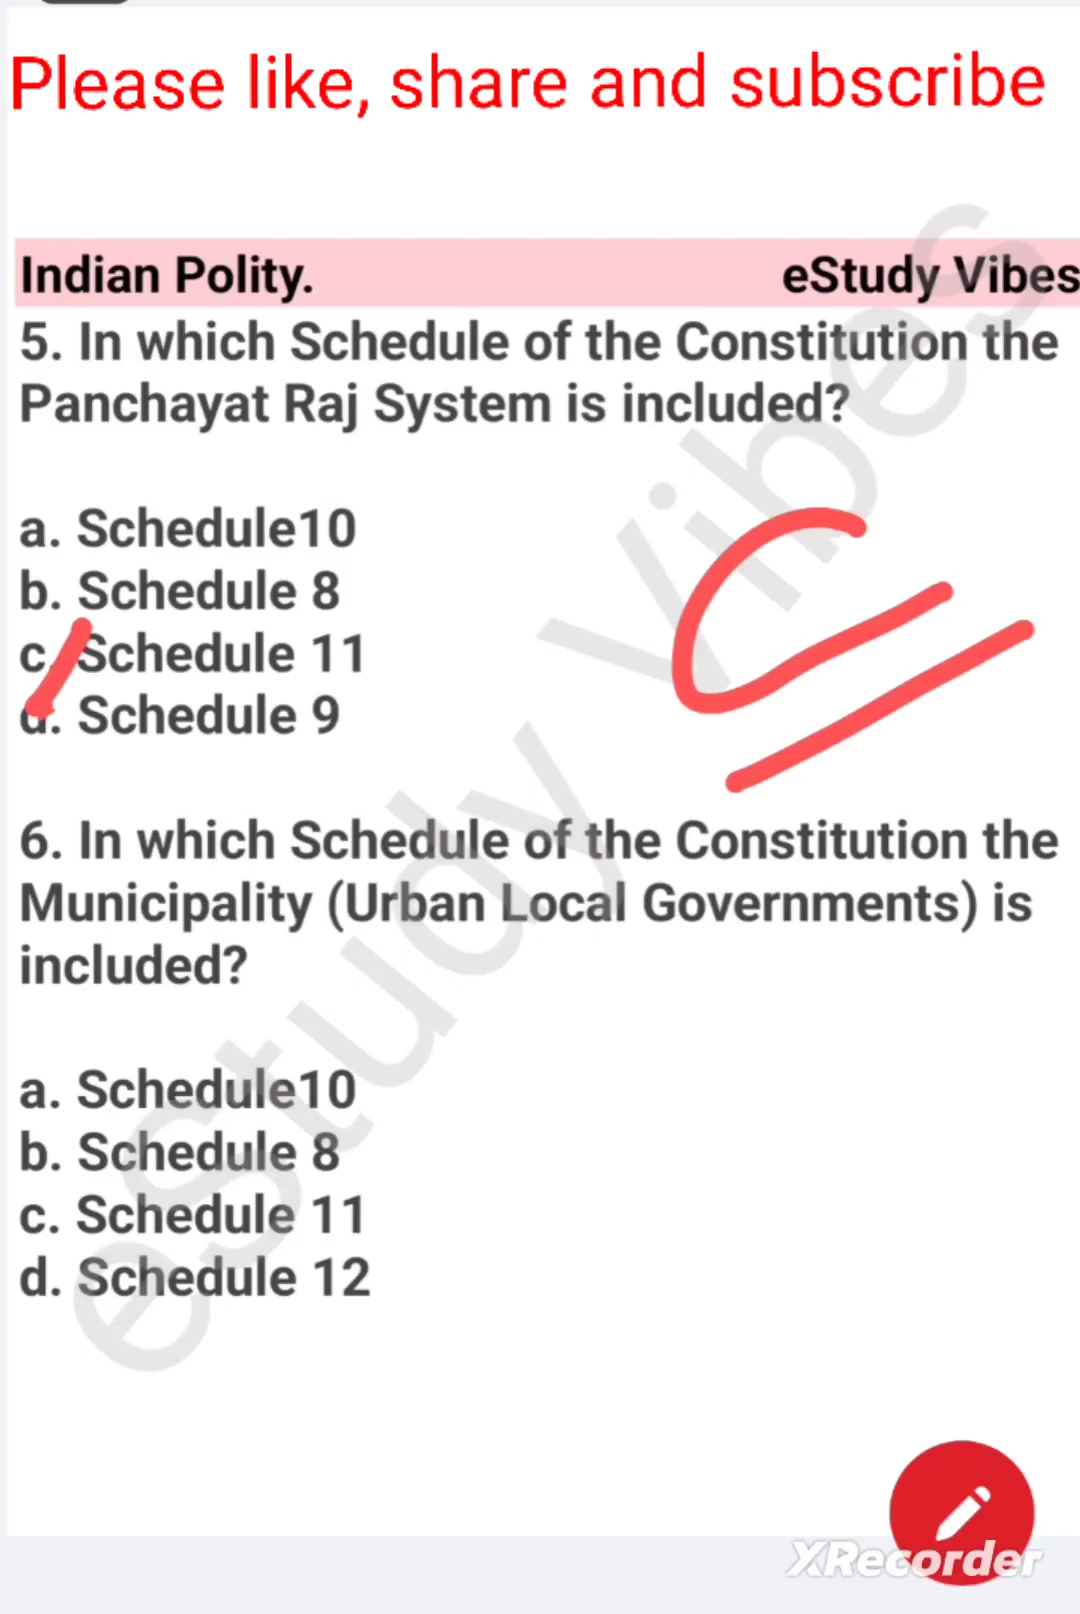 Please like, share and subscribe
Indian Polity. eStudy Vibes
5. In which Schedule of the Constitution the
Panchayat Raj System is included?
a. Schedule10
b. Schedule 8
c. Schedule 11
d. Schedule 9
6. In which Schedule of the Constitution the
Municipality (Urban Local Governments) is
included?
a. Schedule10
b. Schedule 8
c. Schedule 11
d. Schedule 12
eStudy Vibes
XRecorder